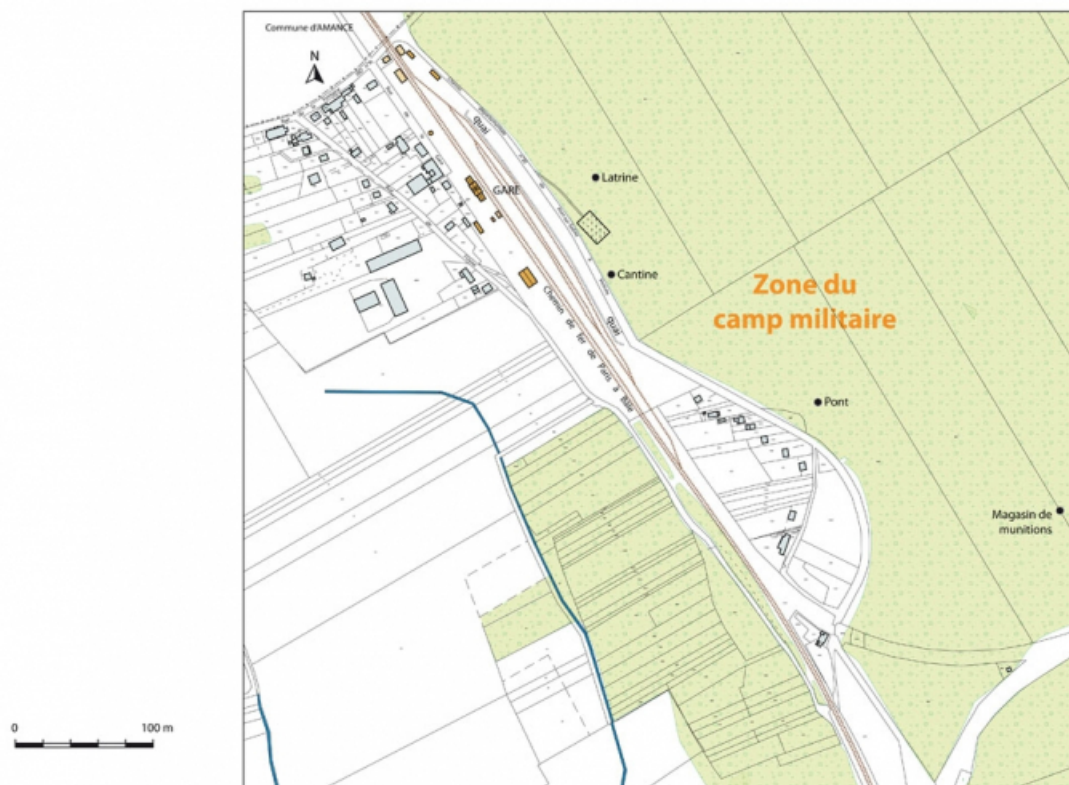 Commune d'AMANCE
N
quai
Latrine
GARE
Cantine
Zone du
camp militaire
quai
Chemin de fer de Paris à Bâle
Pont
Magasin de
munitions
0
100 m